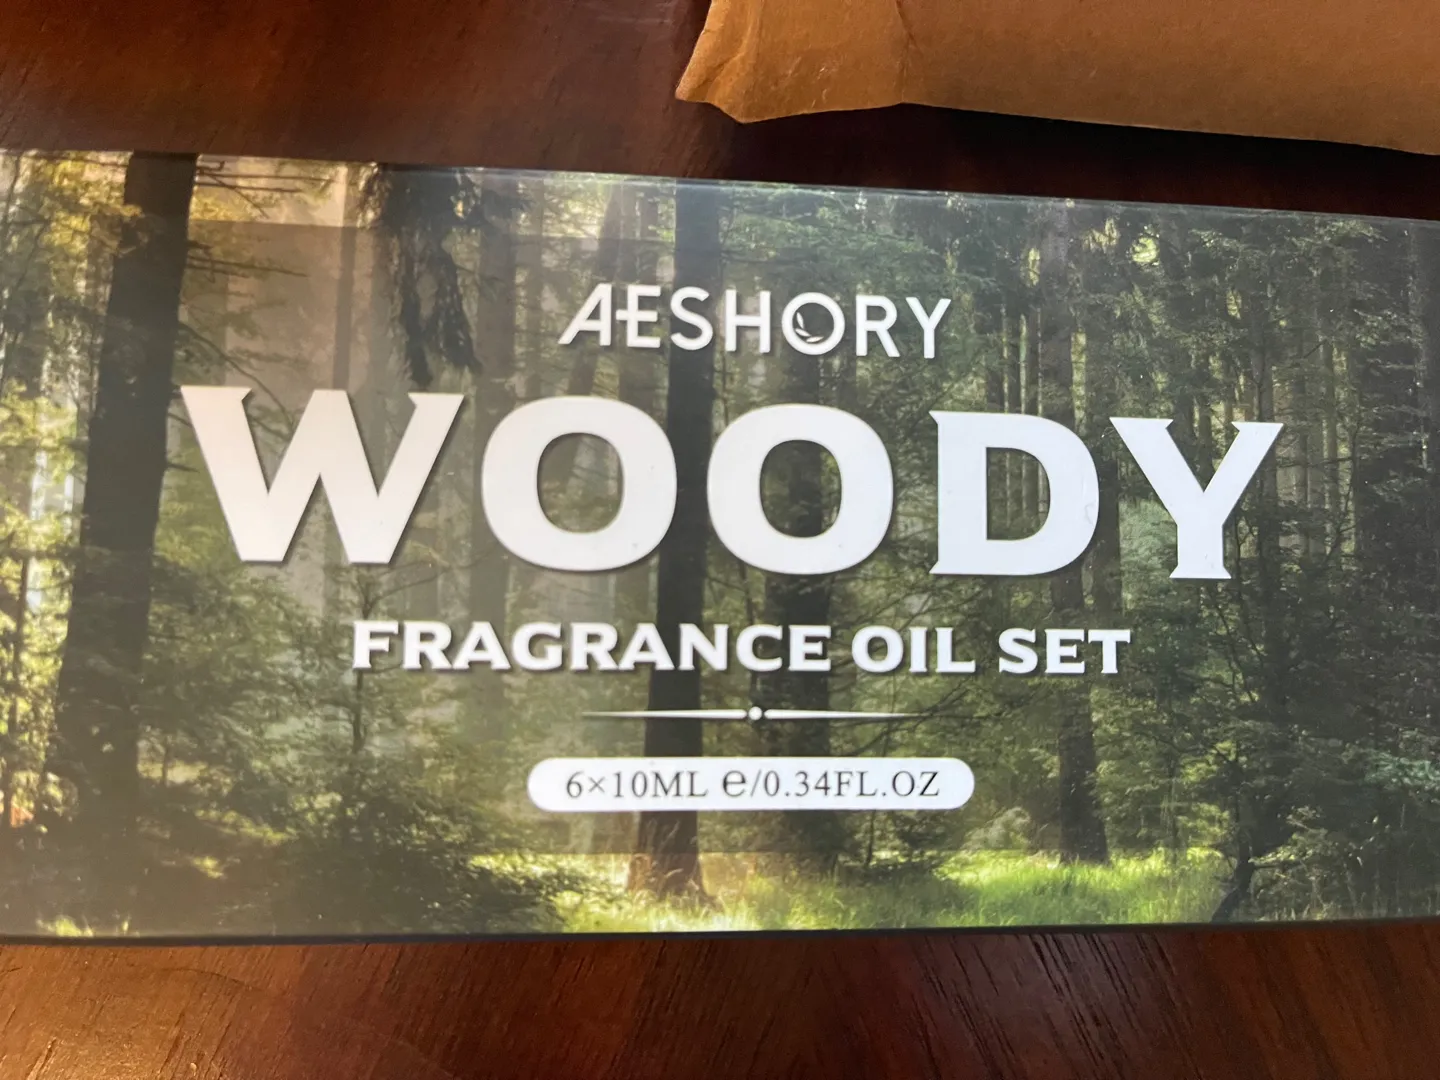 AESHORY
WOODY
FRAGRANCE OIL SET
6×10ML ℮/0.34FL.OZ